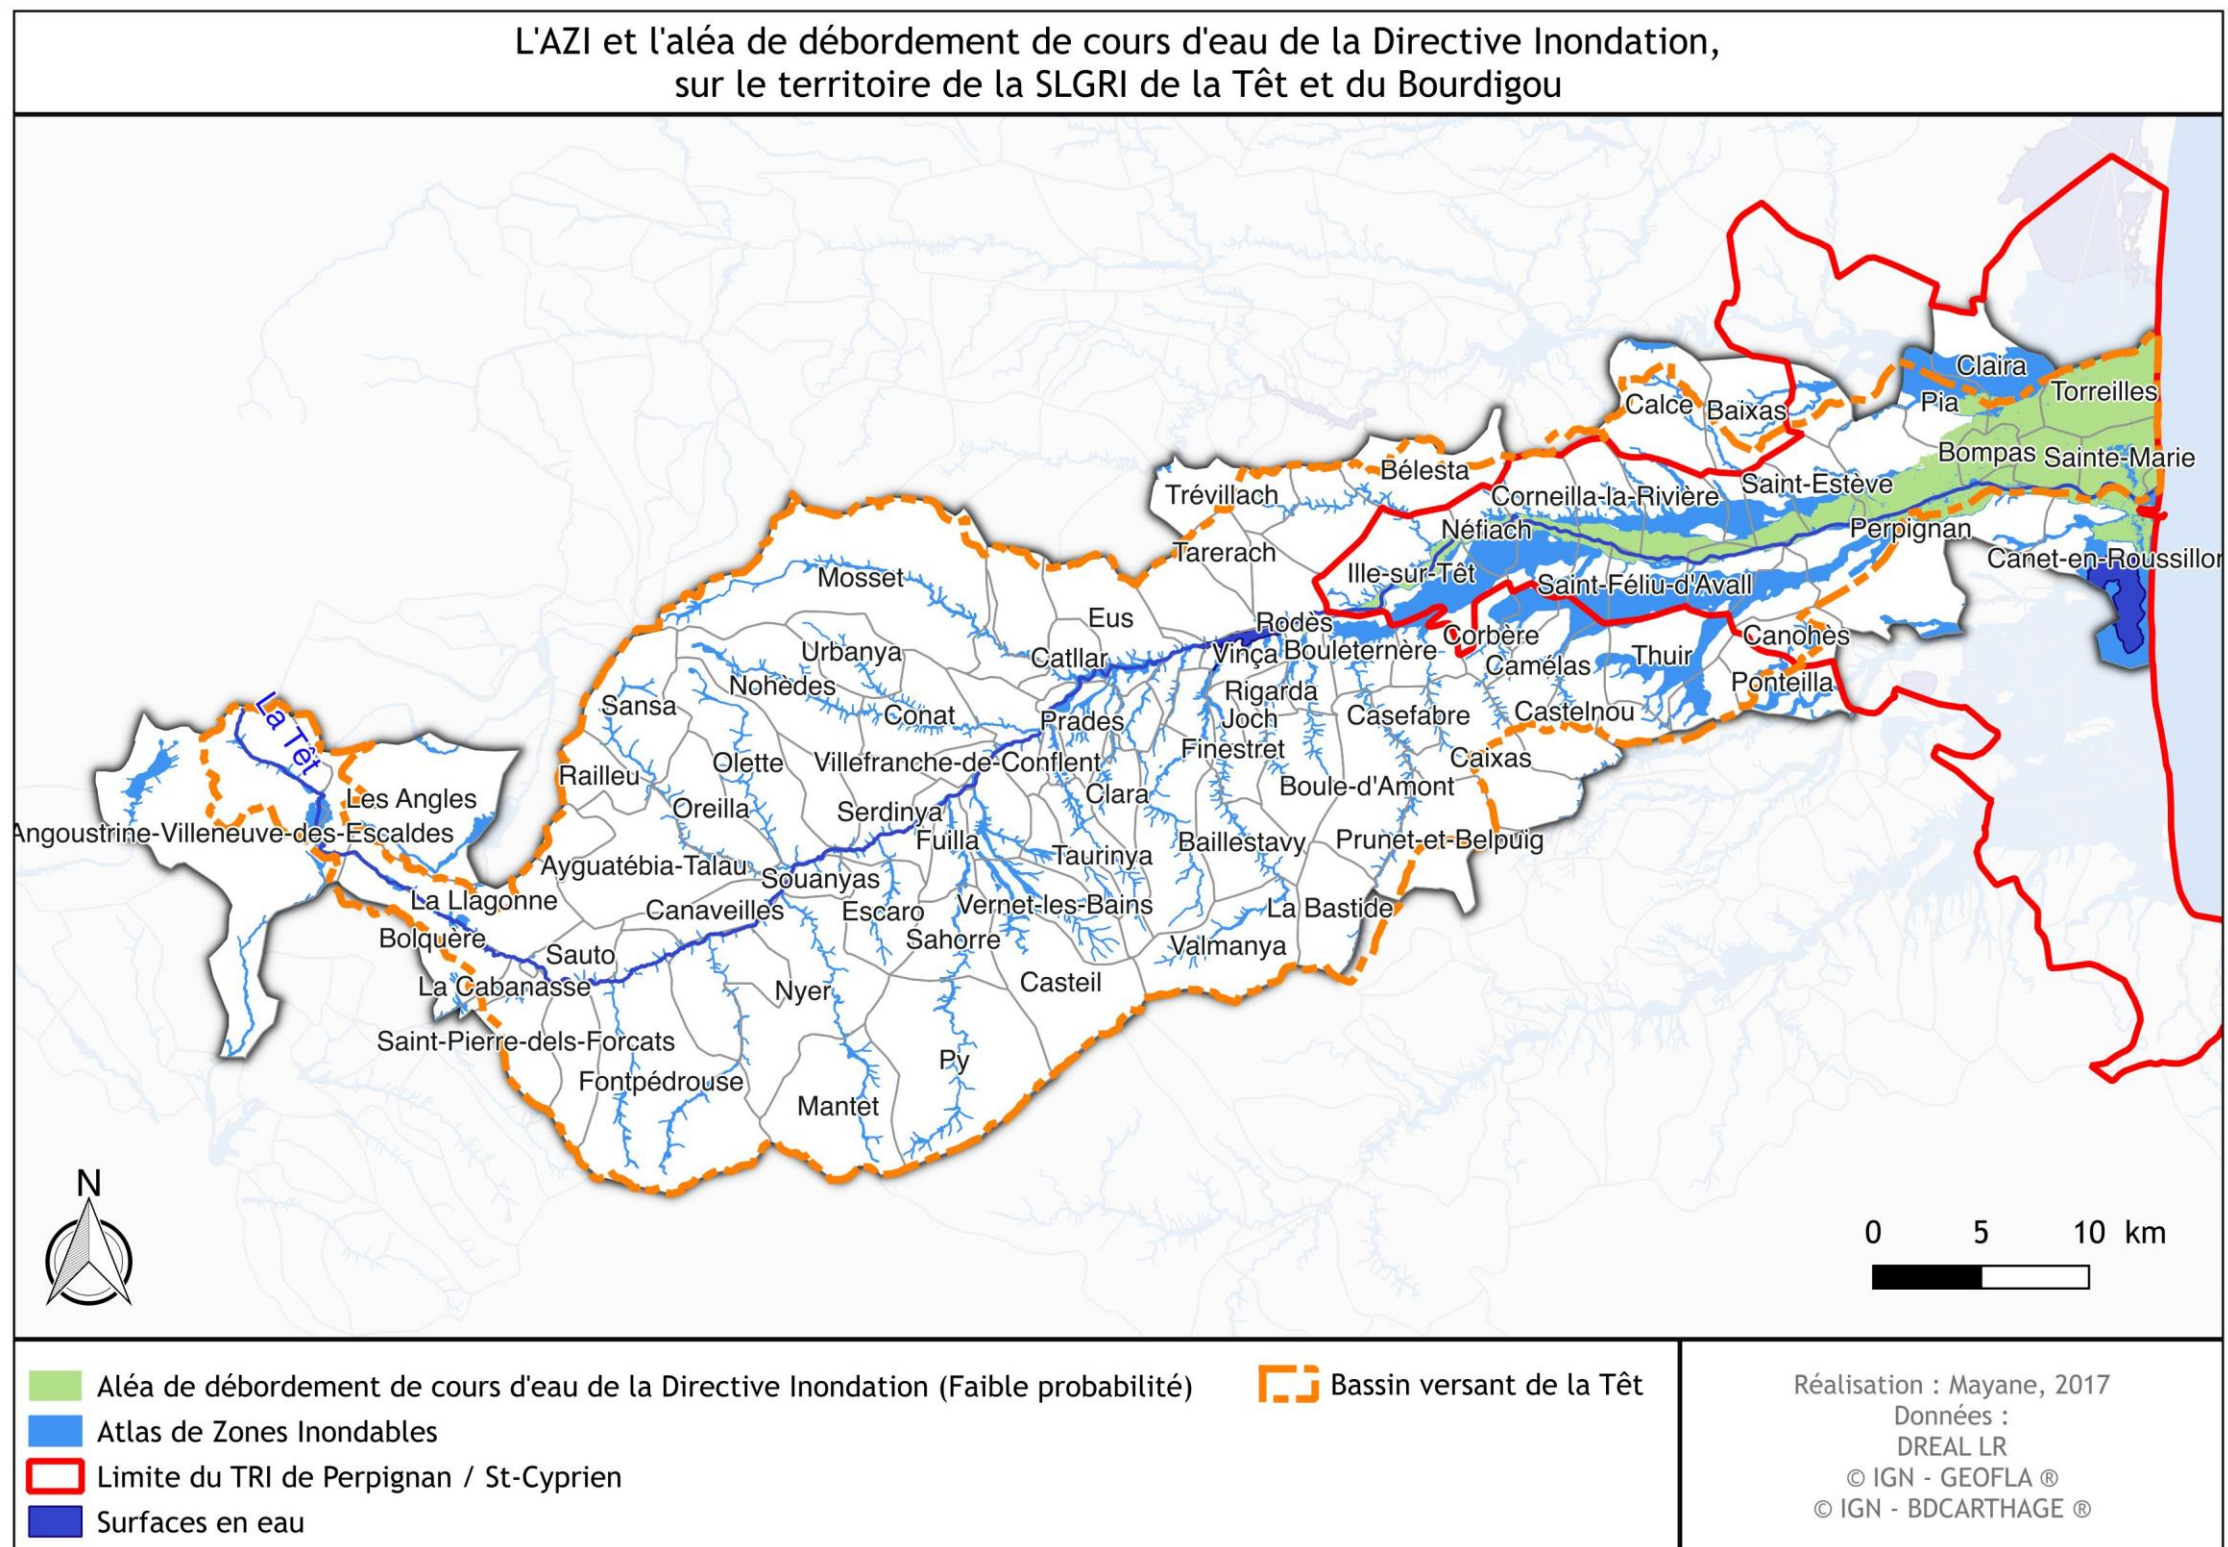 L'AZI et l'aléa de débordement de cours d'eau de la Directive Inondation,
sur le territoire de la SLGRI de la Têt et du Bourdigou
Claira
Torreilles
Pia
Calce
Baixas
Bompas
Sainte-Marie
Bélesta
Saint-Estève
Trévillach
Corneilla-la-Rivière
Néfiach
Perpignan
Tarerach
Canet-en-Roussillon
Ille-sur-Têt
Mosset
Saint-Féliu-d'Avall
Eus
Rodès
Corbère
Canohès
Urbanya
Catllar
Vinça
Bouleternère
Camélas
Thuir
Nohèdes
Rigarda
Ponteilla
Sansa
Conat
Prades
Joch
Casefabre
Castelnou
La Têt
Finestret
Caixas
Railleu
Olette
Villefranche-de-Conflent
Boule-d'Amont
Les Angles
Clara
Oreilla
Serdinya
Angoustrine-Villeneuve-des-Escaldes
Fuilla
Baillestavy
Prunet-et-Belpuig
Taurinya
Ayguatébia-Talau
Souanyas
La Llagonne
Canaveilles
Escaro
Vernet-les-Bains
La Bastide
Bolquère
Sahorre
Valmanya
Sauto
La Cabanasse
Nyer
Casteil
Saint-Pierre-dels-Forcats
Py
Fontpédrouse
Mantet
N
0 5 10 km
Aléa de débordement de cours d'eau de la Directive Inondation (Faible probabilité)
Atlas de Zones Inondables
Limite du TRI de Perpignan / St-Cyprien
Surfaces en eau
Bassin versant de la Têt
Réalisation : Mayane, 2017
Données :
DREAL LR
© IGN - GEOFLA ®
© IGN - BDCARTHAGE ®